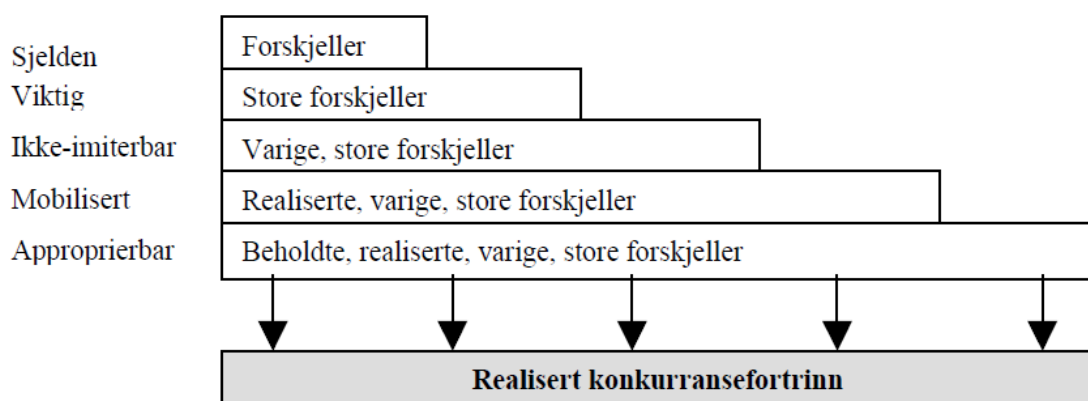 Sjelden
Forskjeller
Viktig
Store forskjeller
Ikke-imiterbar
Varige, store forskjeller
Mobilisert
Realiserte, varige, store forskjeller
Approprierbar
Beholdte, realiserte, varige, store forskjeller
Realisert konkurransefortrinn